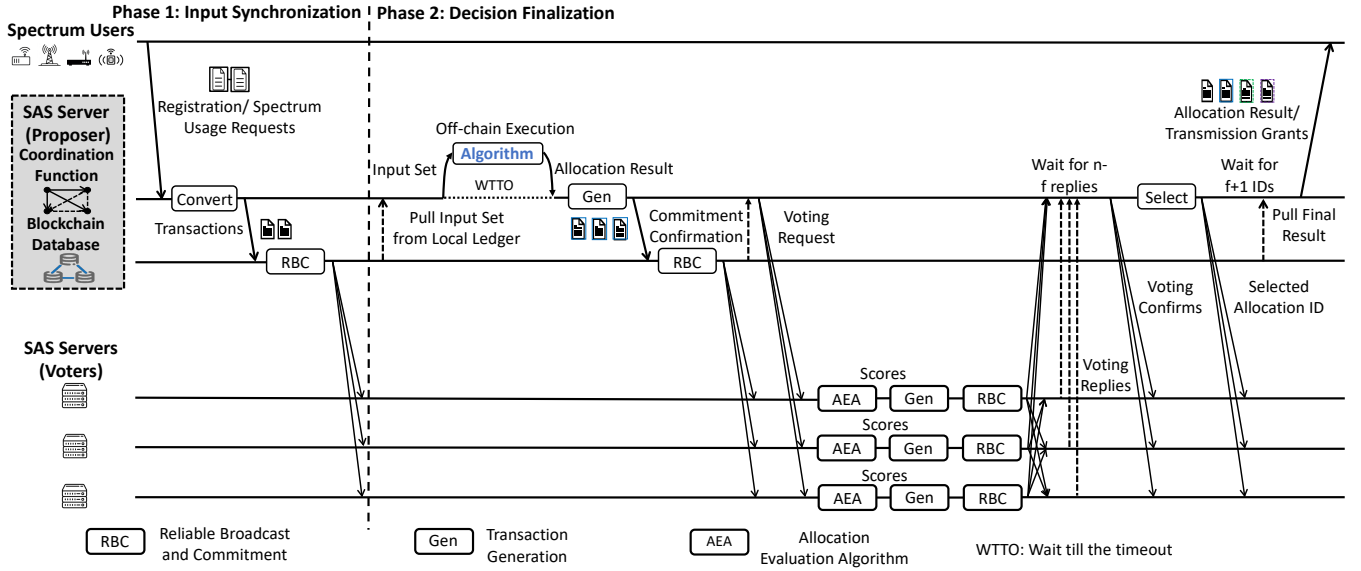 Phase 1: Input Synchronization
Phase 2: Decision Finalization
Spectrum Users
Registration/ Spectrum
Usage Requests
SAS Server
(Proposer)
Coordination
Function
Blockchain
Database
Convert
Transactions
RBC
Input Set
Off-chain Execution
Algorithm
WTTO
Pull Input Set
from Local Ledger
Allocation Result
Gen
Commitment
Confirmation
RBC
Voting
Request
Wait for n-
f replies
Select
Wait for
f+1 IDs
Allocation Result/
Transmission Grants
Pull Final
Result
Voting
Confirms
Selected
Allocation ID
Voting
Replies
SAS Servers
(Voters)
Scores
AEA
Gen
RBC
Scores
AEA
Gen
RBC
Scores
AEA
Gen
RBC
RBC
Reliable Broadcast
and Commitment
Gen
Transaction
Generation
AEA
Allocation
Evaluation Algorithm
WTTO: Wait till the timeout